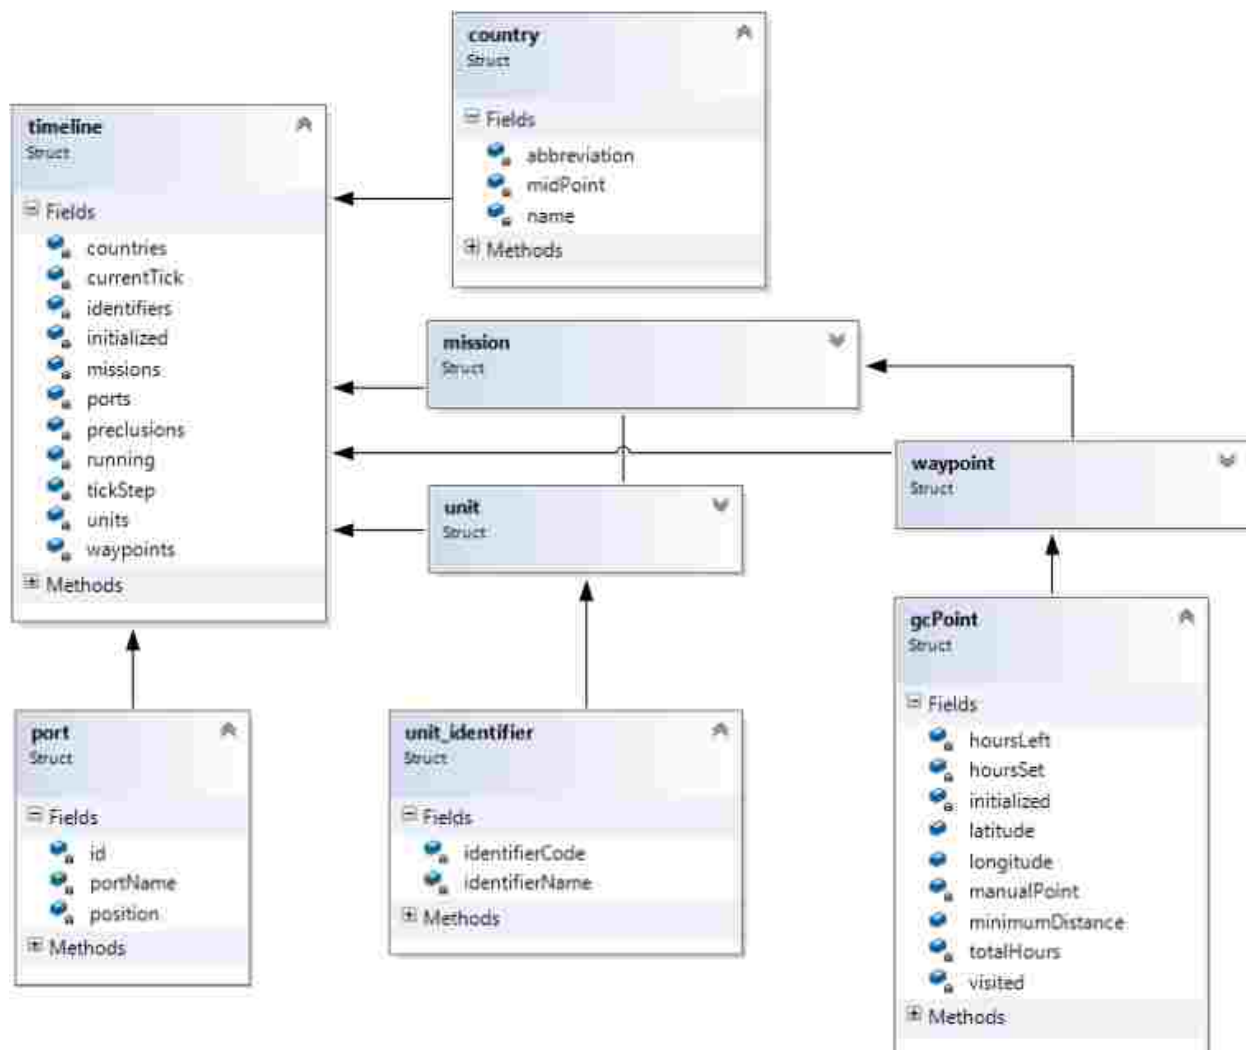 country
Struct
Fields
abbreviation
midPoint
name
Methods
timeline
Struct
Fields
countries
currentTick
identifiers
initialized
missions
ports
preclusions
running
tickStep
units
waypoints
Methods
mission
Struct
waypoint
Struct
unit
Struct
gcPoint
Struct
Fields
hoursLeft
hoursSet
initialized
latitude
longitude
manualPoint
minimumDistance
totalHours
visited
Methods
port
Struct
Fields
id
portName
position
Methods
unit_identifier
Struct
Fields
identifierCode
identifierName
Methods